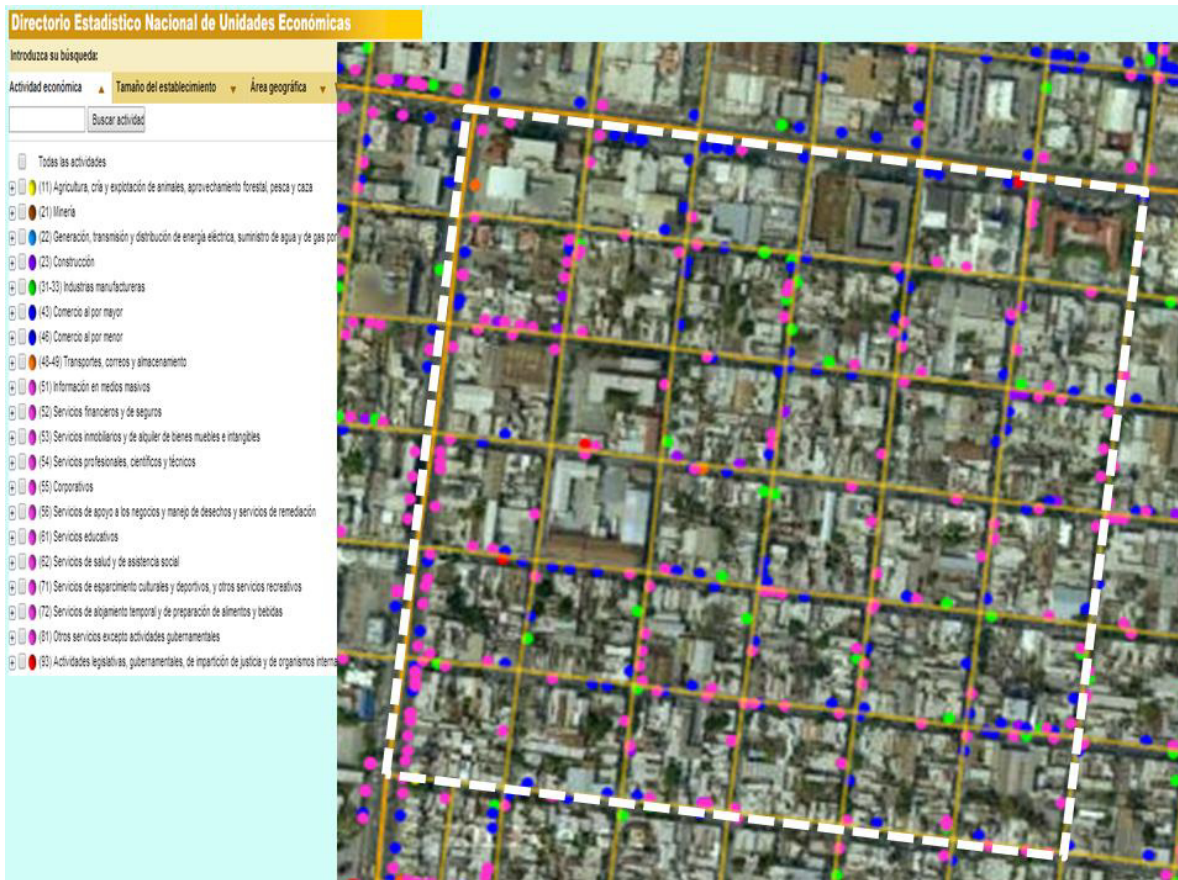 Directorio Estadístico Nacional de Unidades Económicas
Introduzca su búsqueda:
Actividad económica Tamaño del establecimiento Área geográfica
Buscar actividad
Todas las actividades
(11) Agricultura, cría y explotación de animales, aprovechamiento forestal, pesca y caza
(21) Minería
(22) Generación, transmisión y distribución de energía eléctrica, suministro de agua y de gas por
(23) Construcción
(31-33) Industrias manufactureras
(43) Comercio al por mayor
(46) Comercio al por menor
(48-49) Transportes, correos y almacenamiento
(51) Información en medios masivos
(52) Servicios financieros y de seguros
(53) Servicios inmobiliarios y de alquiler de bienes muebles e intangibles
(54) Servicios profesionales, científicos y técnicos
(55) Corporativos
(56) Servicios de apoyo a los negocios y manejo de desechos y servicios de remediación
(61) Servicios educativos
(62) Servicios de salud y de asistencia social
(71) Servicios de esparcimiento culturales y deportivos, y otros servicios recreativos
(72) Servicios de alojamiento temporal y de preparación de alimentos y bebidas
(81) Otros servicios excepto actividades gubernamentales
(93) Actividades legislativas, gubernamentales, de impartición de justicia y de organismos interna